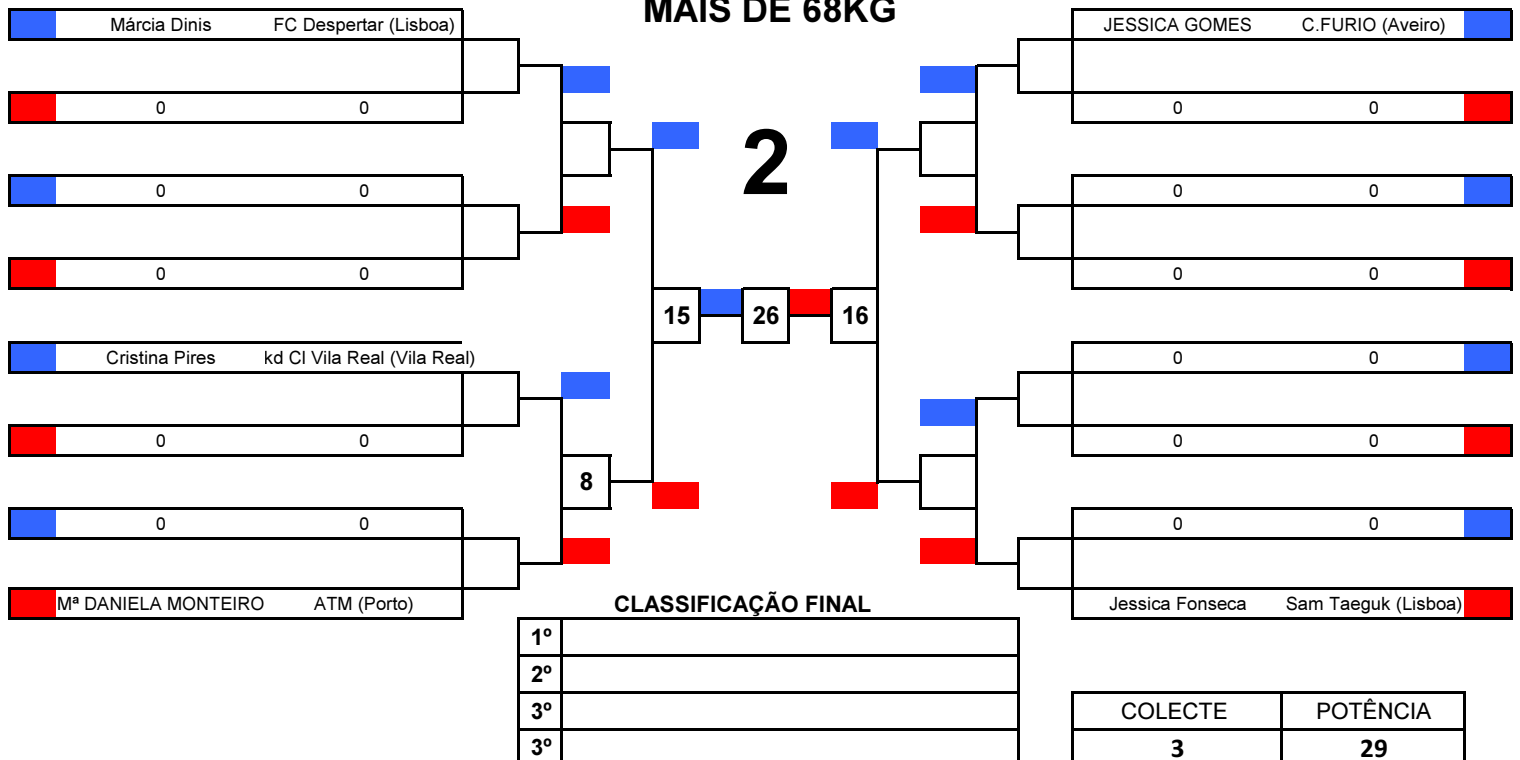 MAIS DE 68KG
Márcia Dinis FC Despertar (Lisboa) JESSICA GOMES C.FURIO (Aveiro)
0 0 0 0
2
0 0 0 0
0 0 0 0
15 26 16
Cristina Pires kd Cl Vila Real (Vila Real) 0 0
0 0 0 0
8
0 0 0 0
Mª DANIELA MONTEIRO ATM (Porto) Jessica Fonseca Sam Taeguk (Lisboa)
CLASSIFICAÇÃO FINAL
1º
2º
3º COLECTE POTÊNCIA
3º 3 29